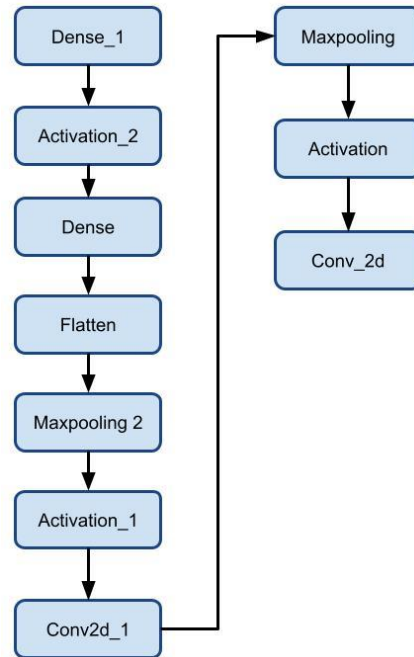 Dense_1
Activation_2
Dense
Flatten
Maxpooling 2
Activation_1
Conv2d_1
Maxpooling
Activation
Conv_2d